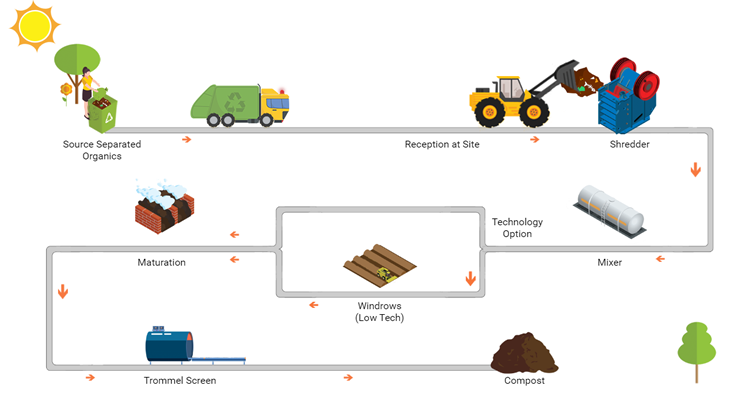 Source Separated
Organics
Reception at Site
Shredder
Technology
Option
Maturation
Mixer
Windrows
(Low Tech)
Trommel Screen
Compost